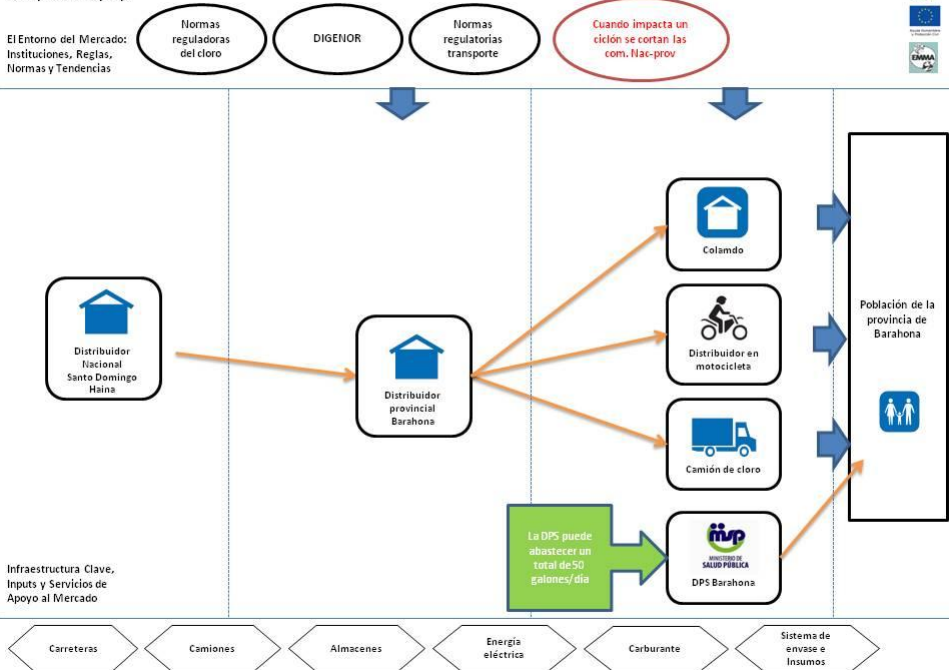 El Entorno del Mercado:
Instituciones, Reglas,
Normas y Tendencias
Normas
reguladoras
del cloro
DIGENOR
Normas
regulatorias
transporte
Cuando impacta un
ciclón se cortan las
com. Nac-prov
EMMA
Distribuidor
Nacional
Santo Domingo
Haina
Distribuidor
provincial
Barahona
Colamdo
Distribuidor en
motocicleta
Camión de cloro
La DPS puede
abastecer un
total de 50
galones/día
msp
MINISTERIO DE
SALUD PÚBLICA
DPS Barahona
Población de la
provincia de
Barahona
Infraestructura Clave,
Inputs y Servicios de
Apoyo al Mercado
Carreteras
Camiones
Almacenes
Energía
eléctrica
Carburante
Sistema de
envase e
Insumos